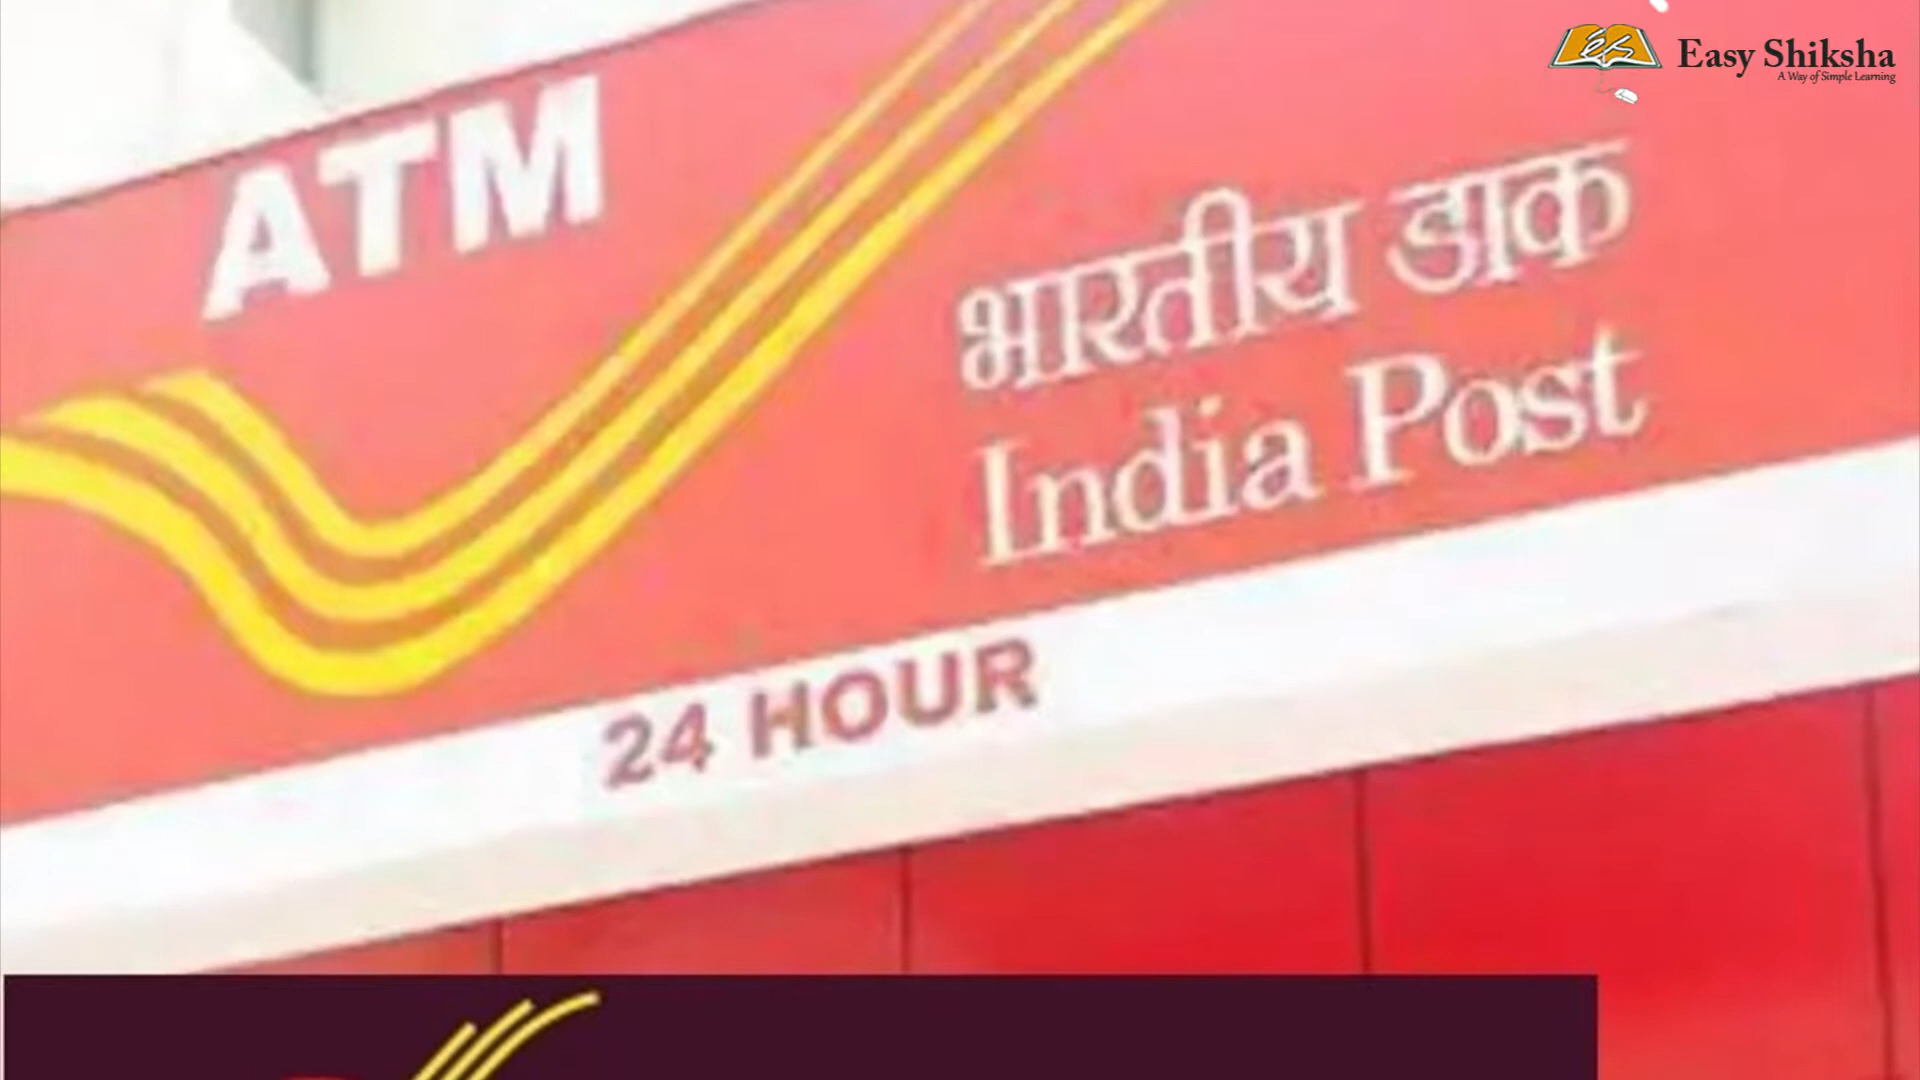 Easy Shiksha
A Way of Simple Learning
ATM
भारतीय डाक
India Post
24 HOUR